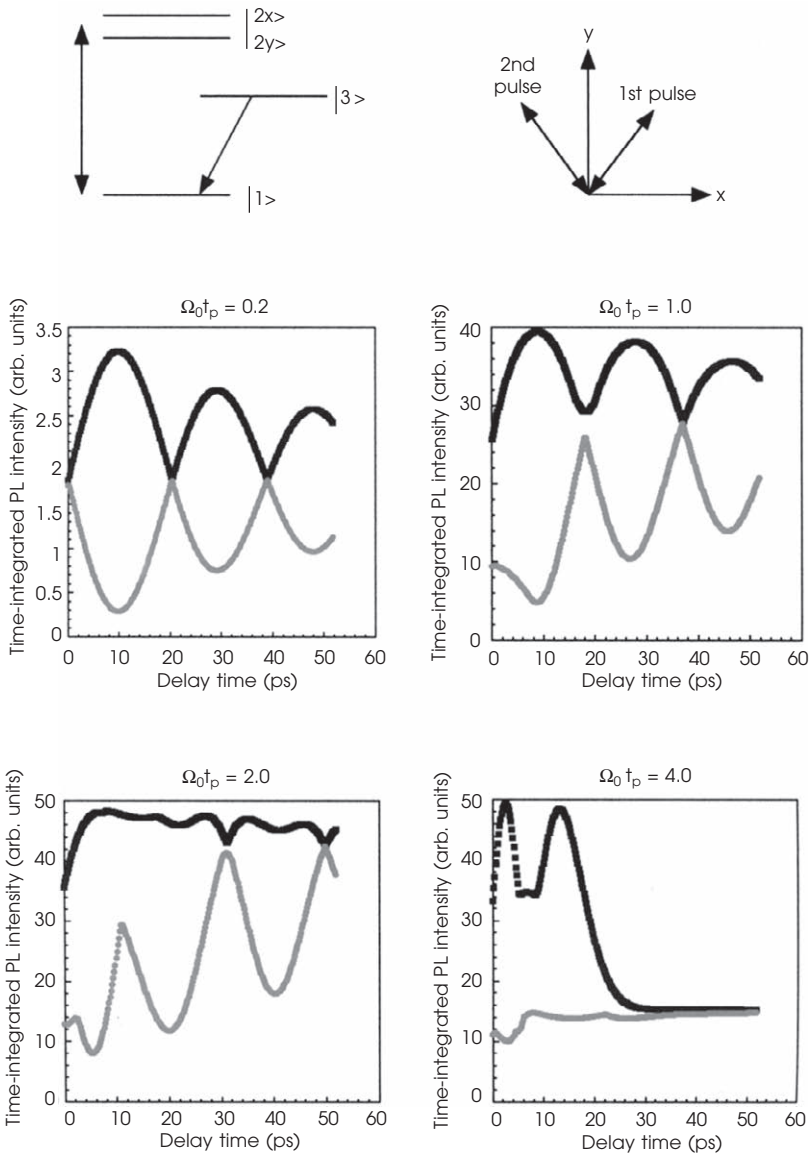 |2x>
|2y>
|3>
|1>
y
2nd
pulse
1st pulse
x
Ω₀tₚ = 0.2
Time-integrated PL intensity (arb. units)
3.5
3
2.5
2
1.5
1
0.5
0
0 10 20 30 40 50 60
Delay time (ps)
Ω₀ tₚ = 1.0
Time-integrated PL intensity (arb. units)
40
30
20
10
0
0 10 20 30 40 50 60
Delay time (ps)
Ω₀tₚ = 2.0
Time-integrated PL intensity (arb. units)
50
40
30
20
10
0
0 10 20 30 40 50 60
Delay time (ps)
Ω₀ tₚ = 4.0
Time-integrated PL intensity (arb. units)
50
40
30
20
10
0
0 10 20 30 40 50 60
Delay time (ps)